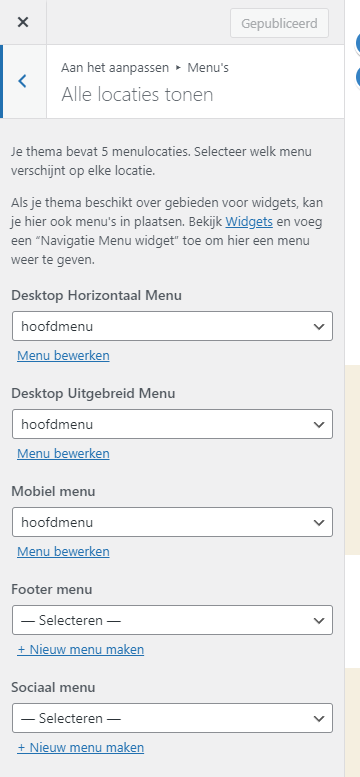 Gepubliceerd
Aan het aanpassen ▸ Menu's
Alle locaties tonen
Je thema bevat 5 menulocaties. Selecteer welk menu
verschijnt op elke locatie.
Als je thema beschikt over gebieden voor widgets, kan
je hier ook menu's in plaatsen. Bekijk Widgets en voeg
een “Navigatie Menu widget” toe om hier een menu
weer te geven.
Desktop Horizontaal Menu
hoofdmenu
Menu bewerken
Desktop Uitgebreid Menu
hoofdmenu
Menu bewerken
Mobiel menu
hoofdmenu
Menu bewerken
Footer menu
— Selecteren —
+ Nieuw menu maken
Sociaal menu
— Selecteren —
+ Nieuw menu maken